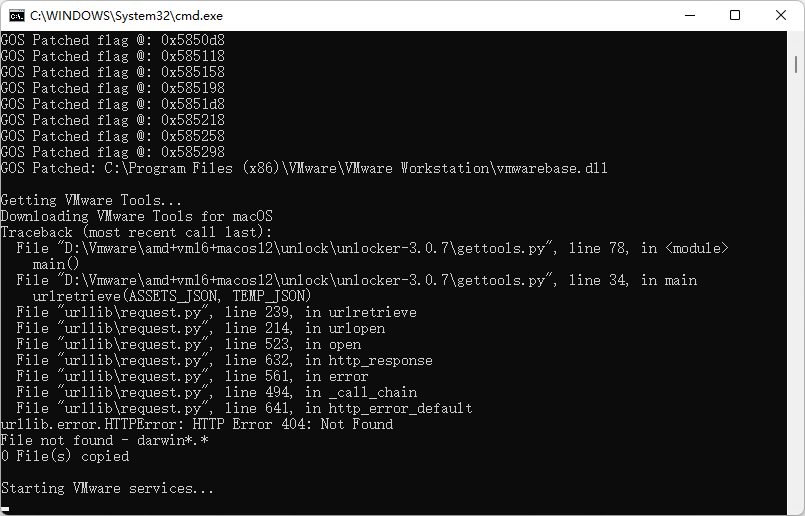 C:\WINDOWS\System32\cmd.exe
GOS Patched flag @: 0x5850d8
GOS Patched flag @: 0x585118
GOS Patched flag @: 0x585158
GOS Patched flag @: 0x585198
GOS Patched flag @: 0x5851d8
GOS Patched flag @: 0x585218
GOS Patched flag @: 0x585258
GOS Patched flag @: 0x585298
GOS Patched: C:\Program Files (x86)\VMware\VMware Workstation\vmwarebase.dll
Getting VMware Tools...
Downloading VMware Tools for macOS
Traceback (most recent call last):
  File "D:\Vmware\amd+vm16+macos12\unlock\unlocker-3.0.7\gettools.py", line 78, in <module>
    main()
  File "D:\Vmware\amd+vm16+macos12\unlock\unlocker-3.0.7\gettools.py", line 34, in main
    urlretrieve(ASSETS_JSON, TEMP_JSON)
  File "urllib\request.py", line 239, in urlretrieve
  File "urllib\request.py", line 214, in urlopen
  File "urllib\request.py", line 523, in open
  File "urllib\request.py", line 632, in http_response
  File "urllib\request.py", line 561, in error
  File "urllib\request.py", line 494, in _call_chain
  File "urllib\request.py", line 641, in http_error_default
urllib.error.HTTPError: HTTP Error 404: Not Found
File not found - darwin*.*
0 File(s) copied
Starting VMware services...